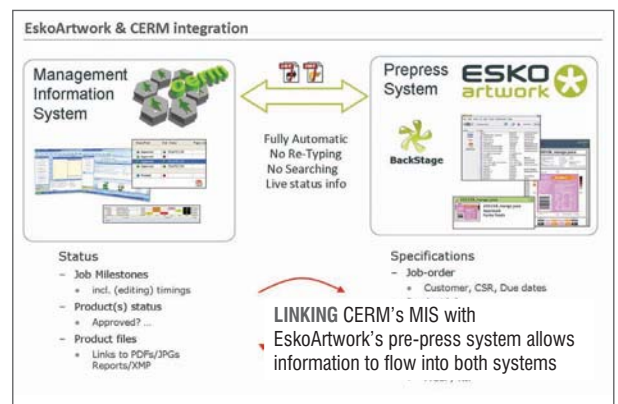 EskoArtwork & CERM integration
Management
Information
System
cerm
Prepress
System
ESKO
artwork
BackStage
Fully Automatic
No Re-Typing
No Searching
Live status info
Status
– Job Milestones
• incl. (editing) timings
– Product(s) status
• Approved? ...
– Product files
• Links to PDFs/JPGs
Reports/XMP
Specifications
– Job-order
• Customer, CSR, Due dates
LINKING CERM's MIS with
EskoArtwork's pre-press system allows
information to flow into both systems